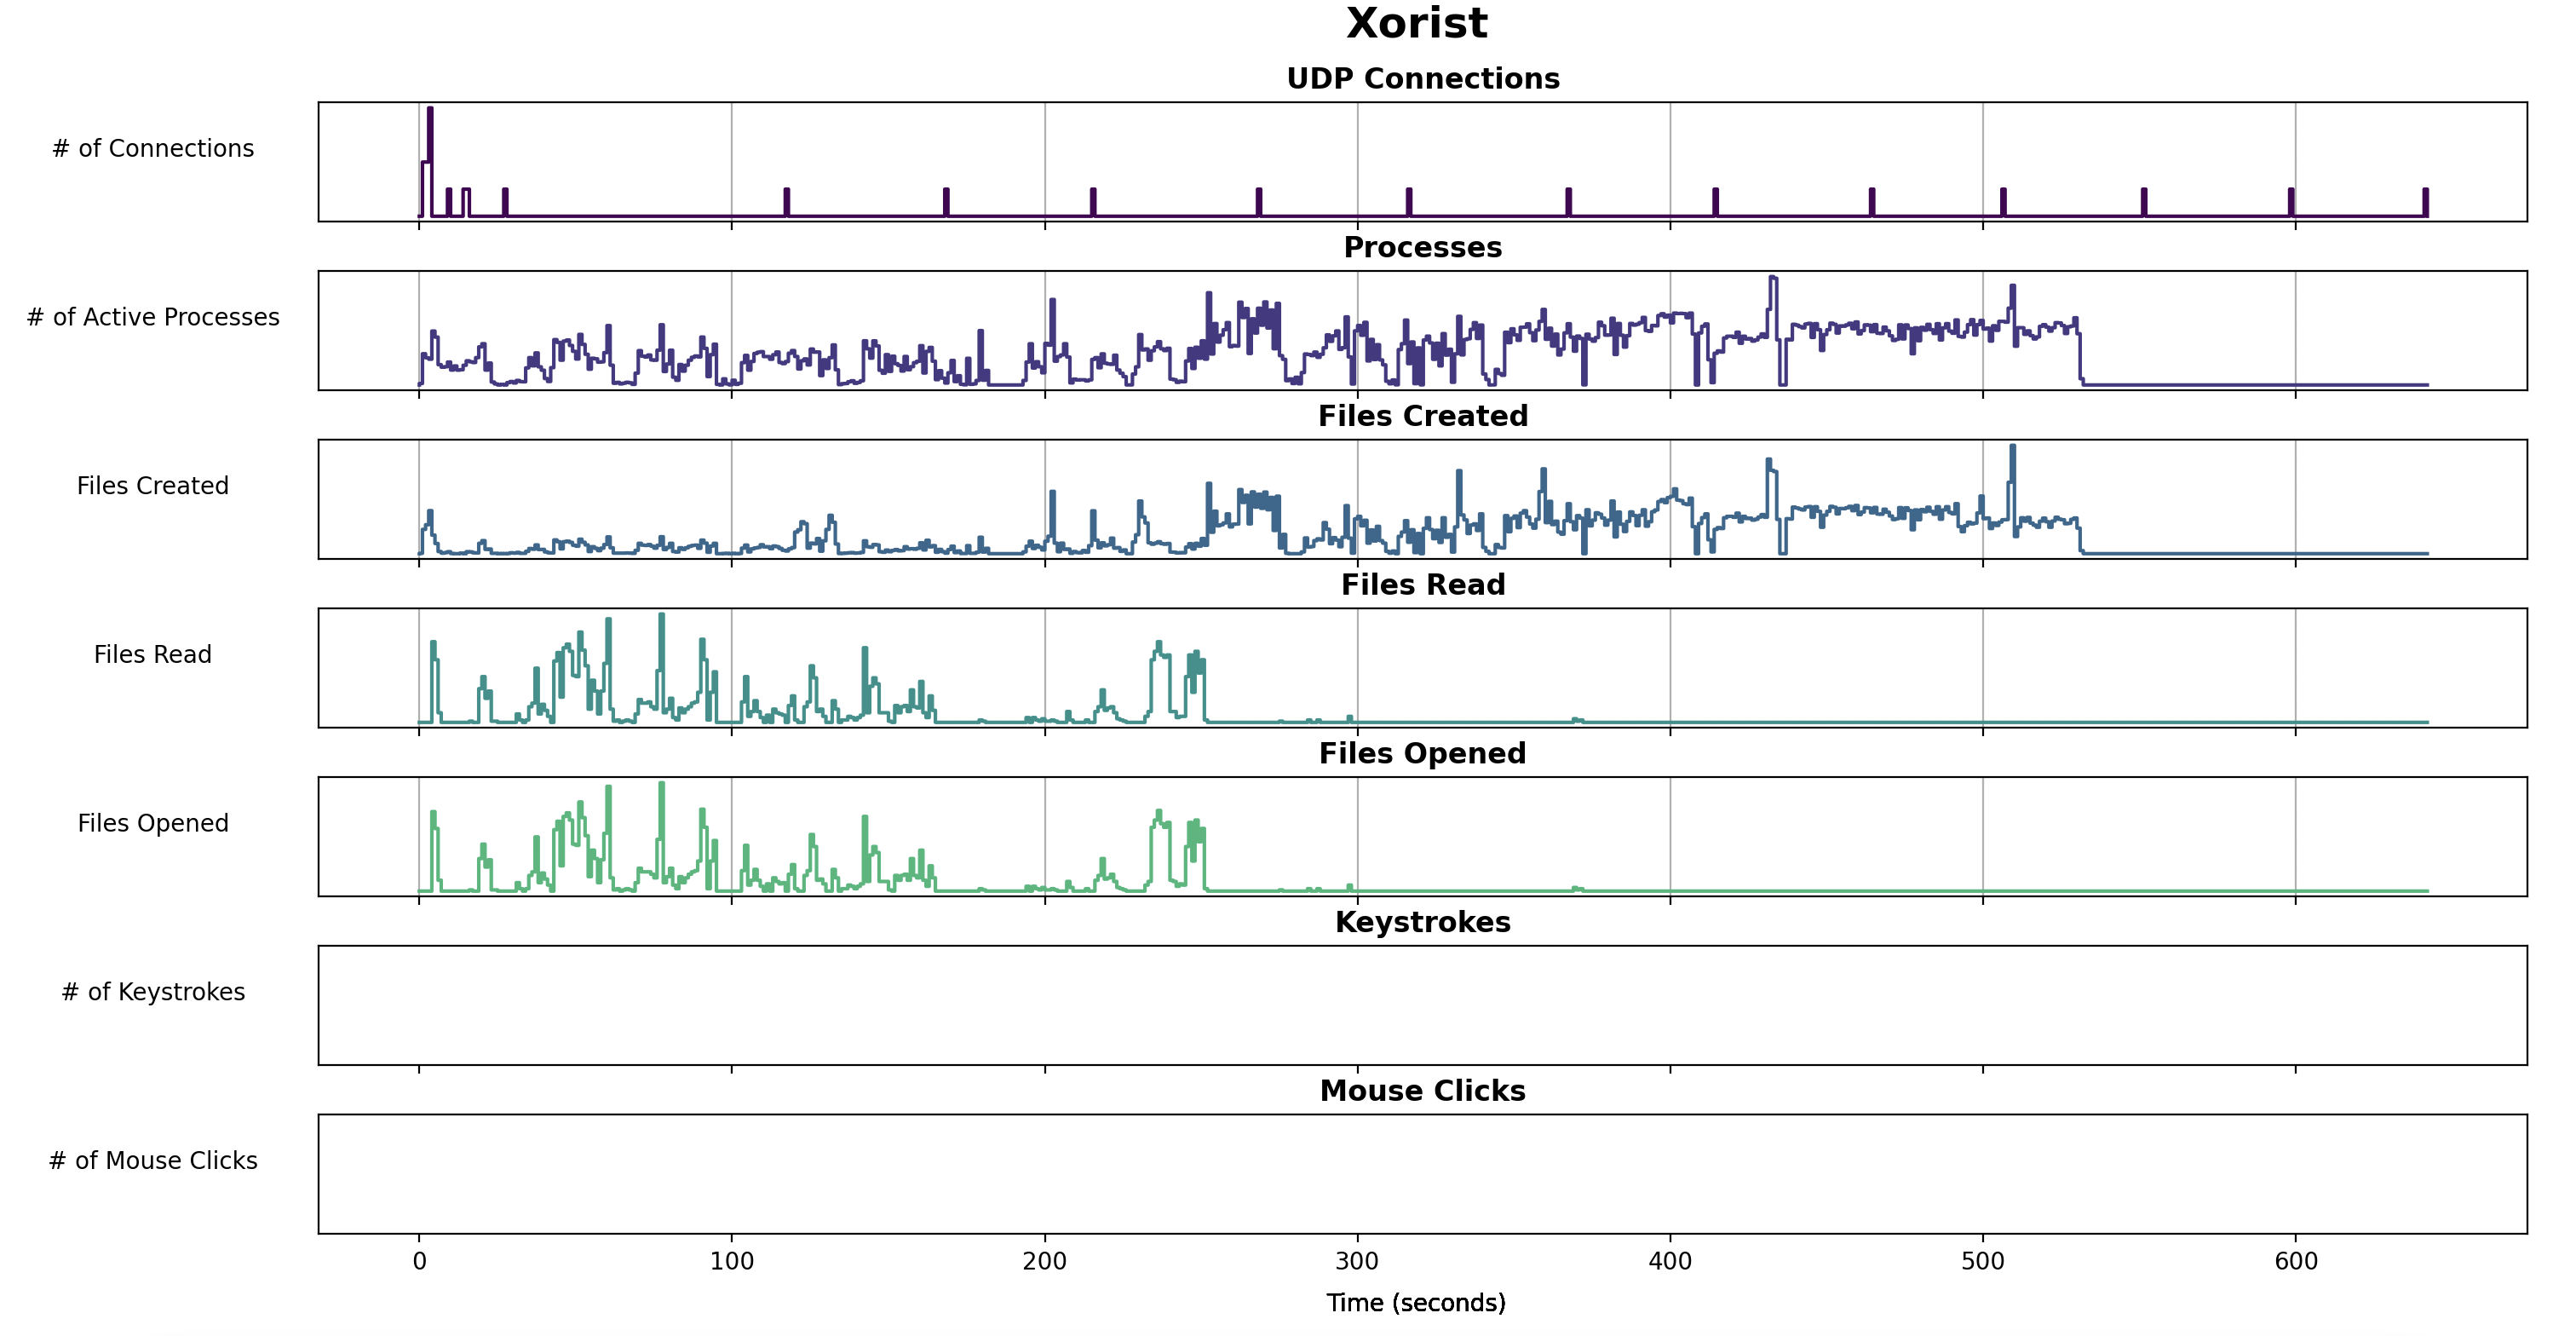 Xorist
UDP Connections
# of Connections
Processes
# of Active Processes
Files Created
Files Created
Files Read
Files Read
Files Opened
Files Opened
Keystrokes
# of Keystrokes
Mouse Clicks
# of Mouse Clicks
0 100 200 300 400 500 600
Time (seconds)